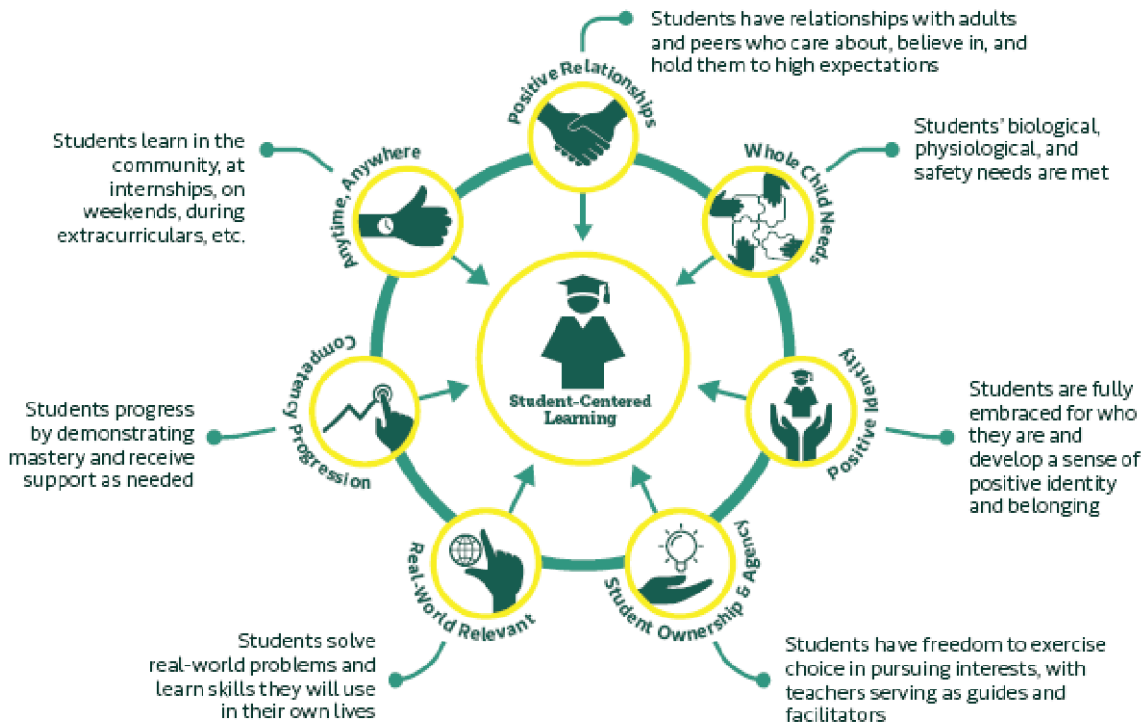 Students have relationships with adults
and peers who care about, believe in, and
hold them to high expectations
Positive Relationships
Students' biological,
physiological, and
safety needs are met
Whole Child Needs
Students are fully
embraced for who
they are and
develop a sense of
positive identity
and belonging
Positive Identity
Students have freedom to exercise
choice in pursuing interests, with
teachers serving as guides and
facilitators
Student Ownership & Agency
Students solve
real-world problems and
learn skills they will use
in their own lives
Real-World Relevant
Students progress
by demonstrating
mastery and receive
support as needed
Competency Progression
Students learn in the
community, at
internships, on
weekends, during
extracurriculars, etc.
Anytime, Anywhere
Student-Centered
Learning